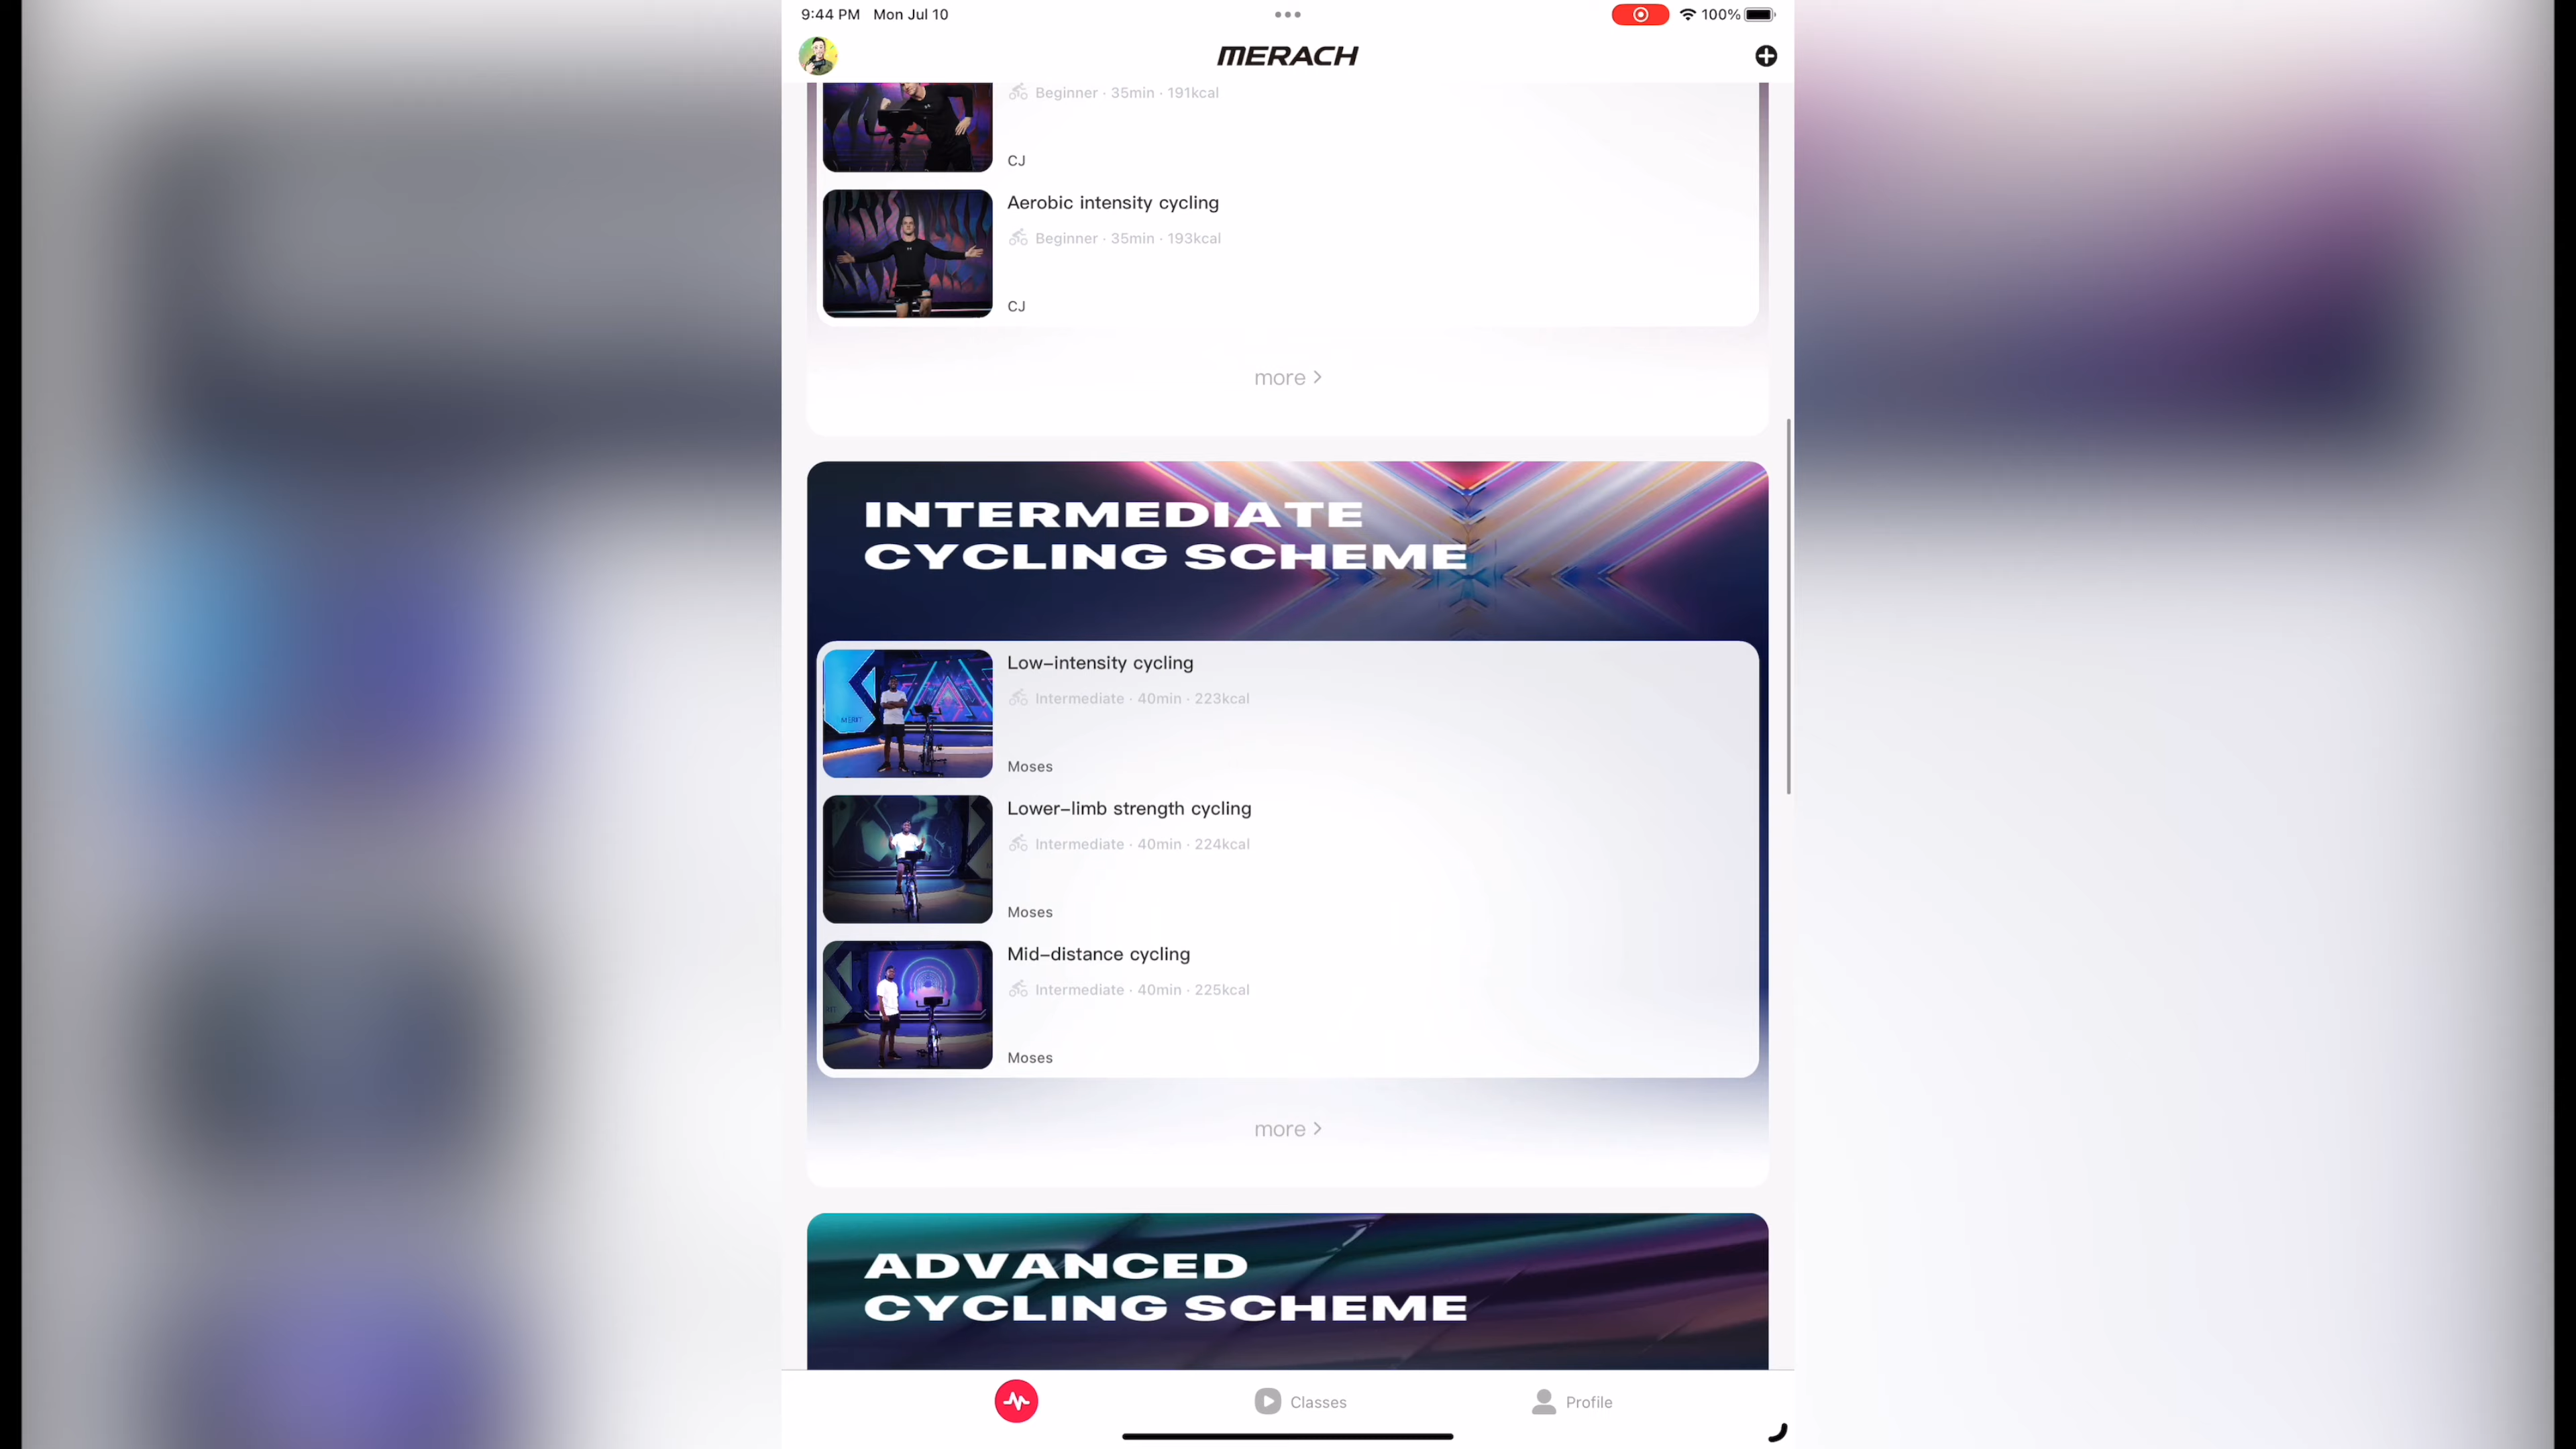 9:44 PM Mon Jul 10
100%
MERACH
Beginner · 35min · 191kcal
CJ
Aerobic intensity cycling
Beginner · 35min · 193kcal
CJ
more >
INTERMEDIATE
CYCLING SCHEME
Low-intensity cycling
Intermediate · 40min · 223kcal
MERIT
Moses
Lower-limb strength cycling
Intermediate · 40min · 224kcal
Moses
Mid-distance cycling
Intermediate · 40min · 225kcal
Moses
more >
ADVANCED
CYCLING SCHEME
Classes
Profile